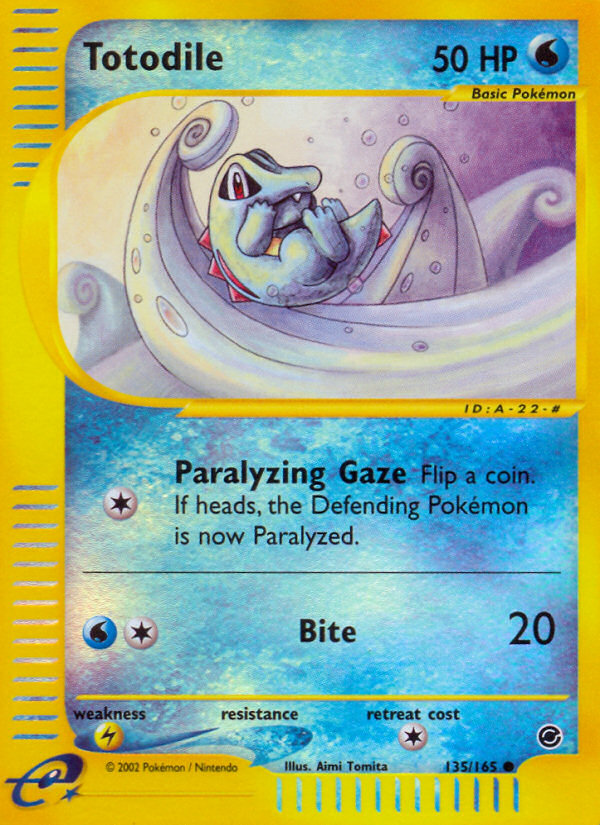 Totodile
50 HP
Basic Pokémon
ID:A-22-#
Paralyzing Gaze Flip a coin.
If heads, the Defending Pokémon
is now Paralyzed.
Bite 20
weakness resistance retreat cost
© 2002 Pokémon / Nintendo Illus. Aimi Tomita 135/165
e